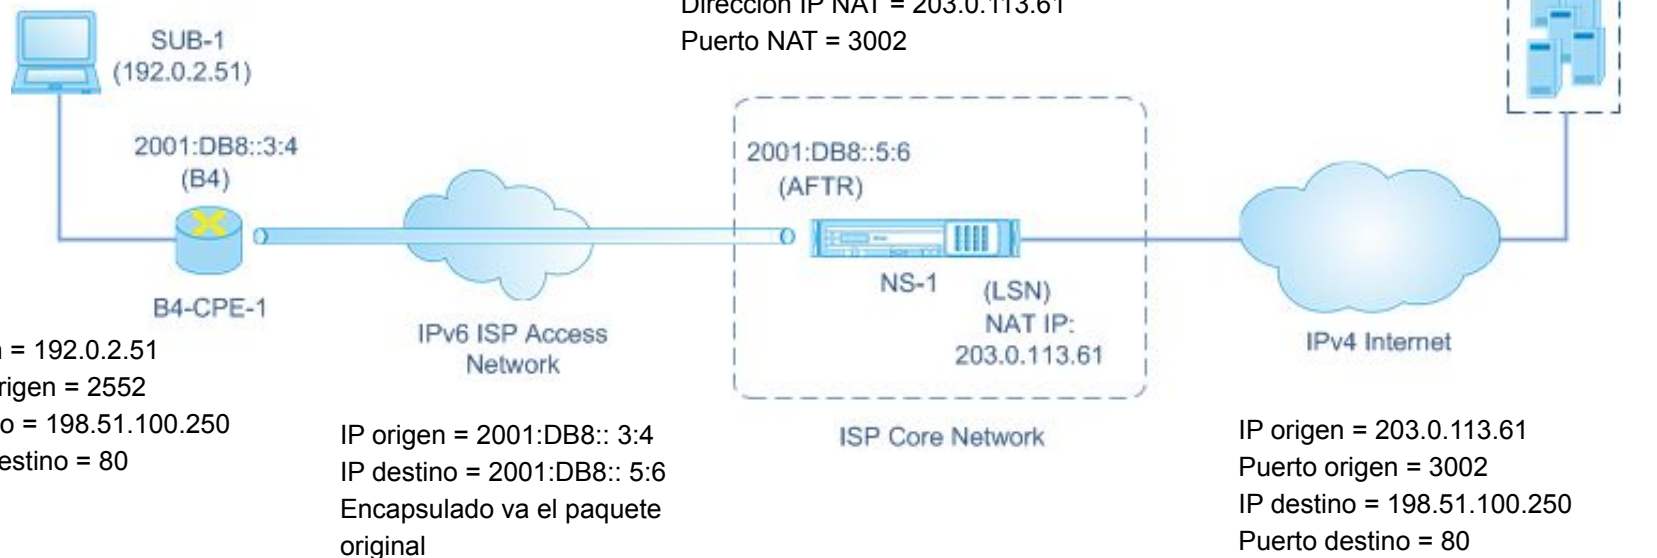 Dirección IP NAT = 203.0.113.61
Puerto NAT = 3002
SUB-1
(192.0.2.51)
2001:DB8::3:4
(B4)
B4-CPE-1
IPv6 ISP Access
Network
2001:DB8::5:6
(AFTR)
NS-1
(LSN)
NAT IP:
203.0.113.61
ISP Core Network
IPv4 Internet
= 192.0.2.51
rigen = 2552
o = 198.51.100.250
estino = 80
IP origen = 2001:DB8:: 3:4
IP destino = 2001:DB8:: 5:6
Encapsulado va el paquete
original
IP origen = 203.0.113.61
Puerto origen = 3002
IP destino = 198.51.100.250
Puerto destino = 80